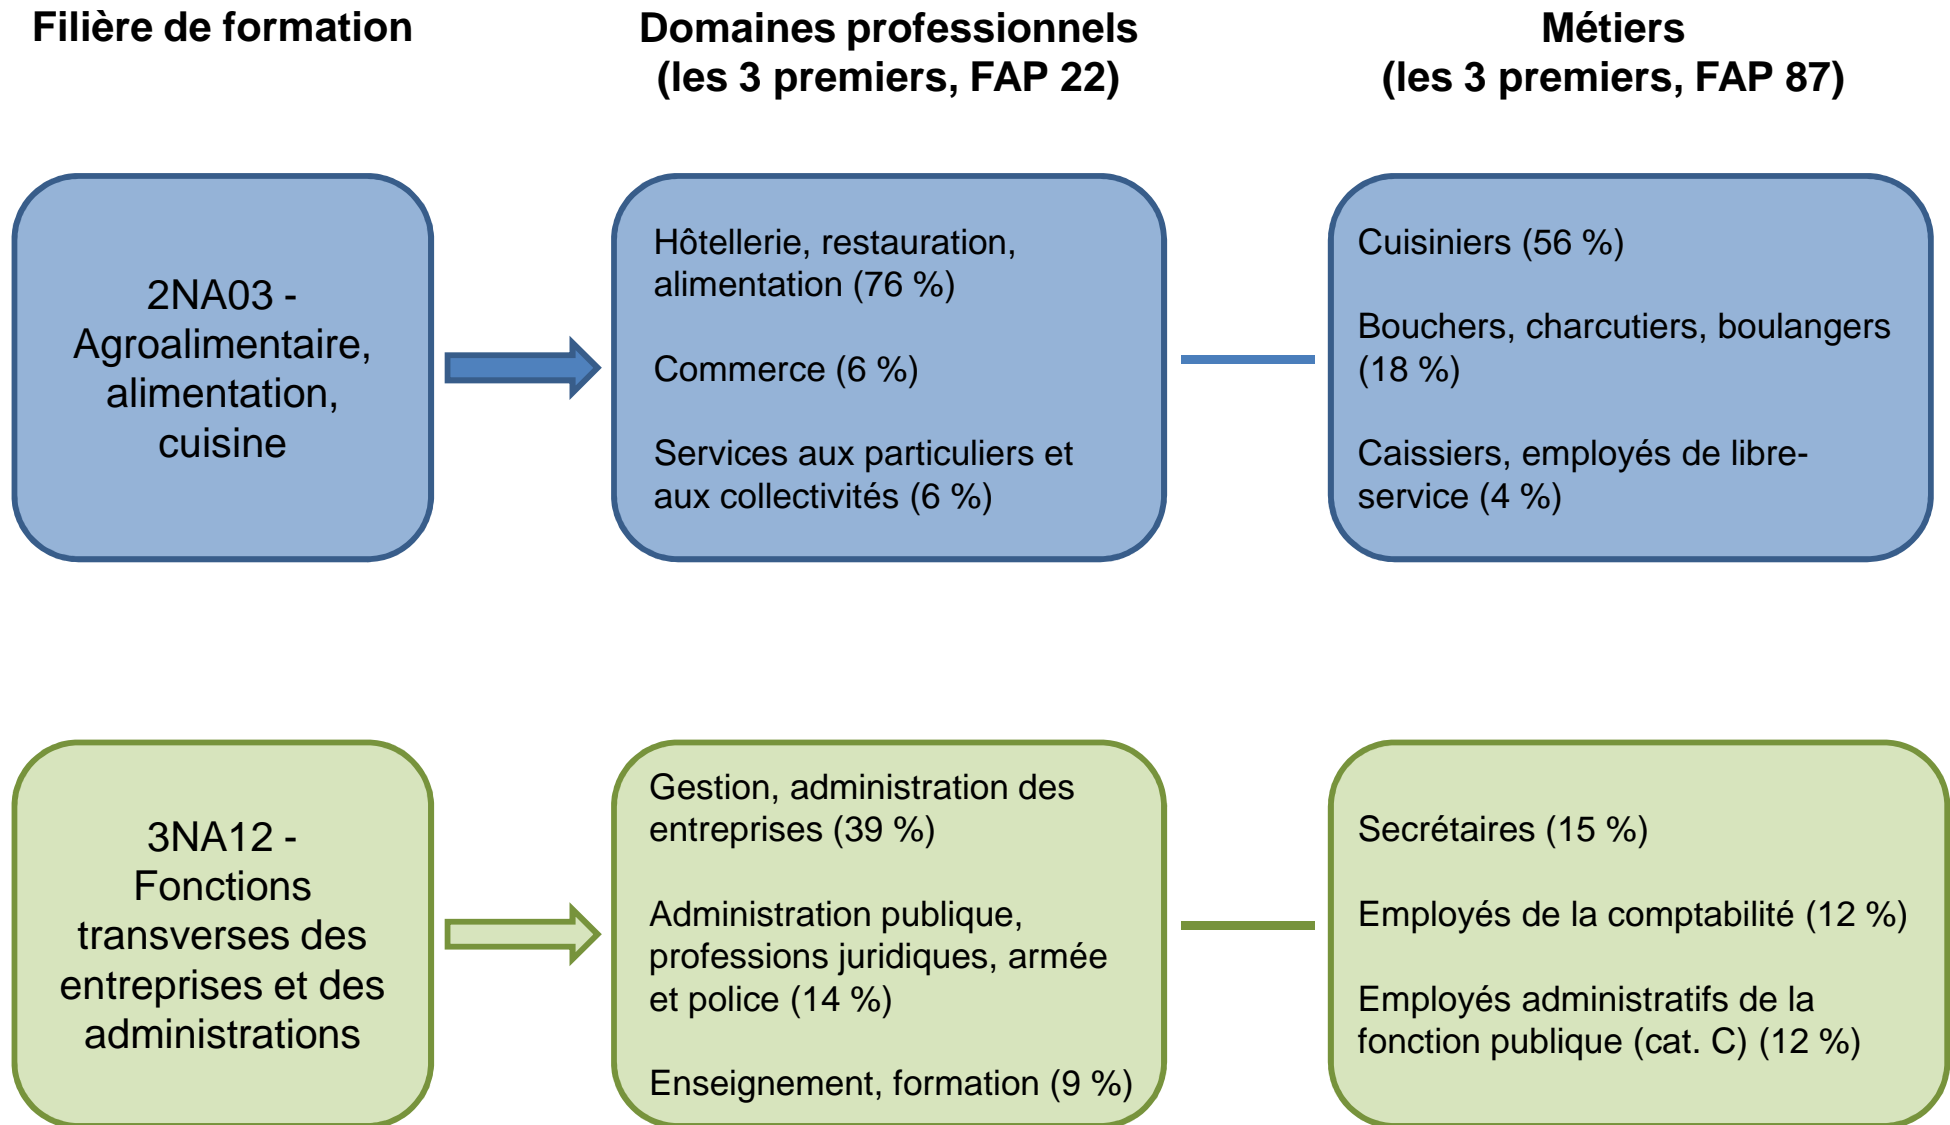 Filière de formation
Domaines professionnels
(les 3 premiers, FAP 22)
Métiers
(les 3 premiers, FAP 87)
2NA03 -
Agroalimentaire,
alimentation,
cuisine
Hôtellerie, restauration,
alimentation (76 %)
Commerce (6 %)
Services aux particuliers et
aux collectivités (6 %)
Cuisiniers (56 %)
Bouchers, charcutiers, boulangers
(18 %)
Caissiers, employés de libre-
service (4 %)
3NA12 -
Fonctions
transverses des
entreprises et des
administrations
Gestion, administration des
entreprises (39 %)
Administration publique,
professions juridiques, armée
et police (14 %)
Enseignement, formation (9 %)
Secrétaires (15 %)
Employés de la comptabilité (12 %)
Employés administratifs de la
fonction publique (cat. C) (12 %)